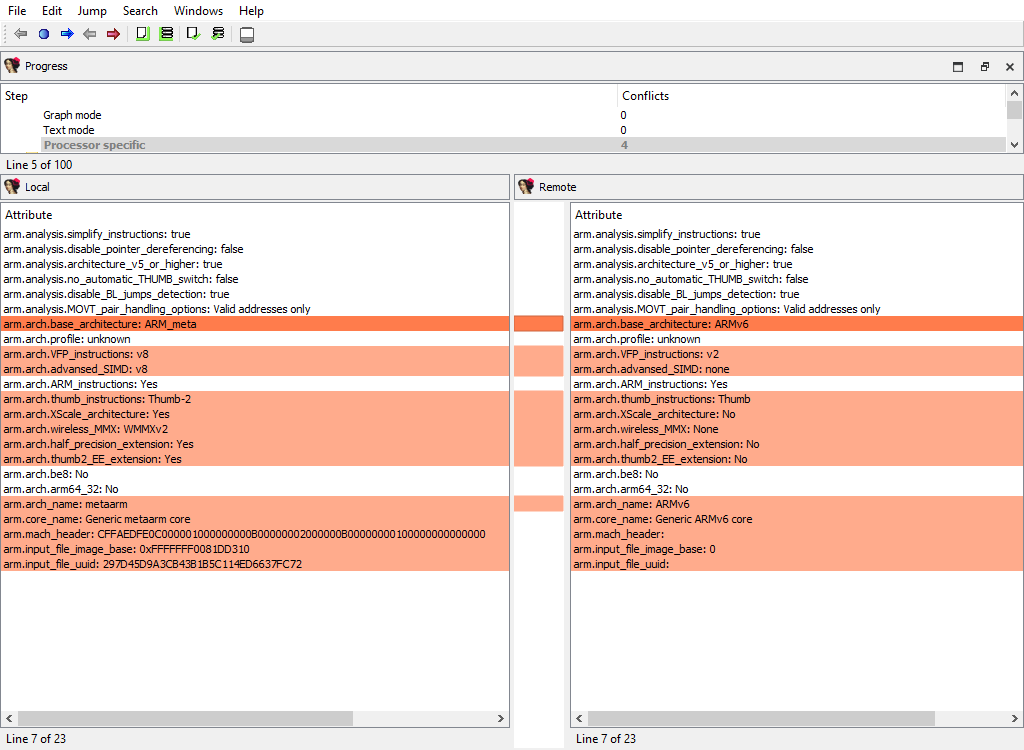 File Edit Jump Search Windows Help
Progress
Step Conflicts
Graph mode 0
Text mode 0
Processor specific 4
Line 5 of 100
Local
Attribute
arm.analysis.simplify_instructions: true
arm.analysis.disable_pointer_dereferencing: false
arm.analysis.architecture_v5_or_higher: true
arm.analysis.no_automatic_THUMB_switch: false
arm.analysis.disable_BL_jumps_detection: true
arm.analysis.MOVT_pair_handling_options: Valid addresses only
arm.arch.base_architecture: ARM_meta
arm.arch.profile: unknown
arm.arch.VFP_instructions: v8
arm.arch.advansed_SIMD: v8
arm.arch.ARM_instructions: Yes
arm.arch.thumb_instructions: Thumb-2
arm.arch.XScale_architecture: Yes
arm.arch.wireless_MMX: WMMXv2
arm.arch.half_precision_extension: Yes
arm.arch.thumb2_EE_extension: Yes
arm.arch.be8: No
arm.arch.arm64_32: No
arm.arch_name: metaarm
arm.core_name: Generic metaarm core
arm.mach_header: CFFAEDFE0C000001000000000B00000002000000B0000000001000000000000000
arm.input_file_image_base: 0xFFFFFFF0081DD310
arm.input_file_uuid: 297D45D9A3CB43B1B5C114ED6637FC72
Line 7 of 23
Remote
Attribute
arm.analysis.simplify_instructions: true
arm.analysis.disable_pointer_dereferencing: false
arm.analysis.architecture_v5_or_higher: true
arm.analysis.no_automatic_THUMB_switch: false
arm.analysis.disable_BL_jumps_detection: true
arm.analysis.MOVT_pair_handling_options: Valid addresses only
arm.arch.base_architecture: ARMv6
arm.arch.profile: unknown
arm.arch.VFP_instructions: v2
arm.arch.advansed_SIMD: none
arm.arch.ARM_instructions: Yes
arm.arch.thumb_instructions: Thumb
arm.arch.XScale_architecture: No
arm.arch.wireless_MMX: None
arm.arch.half_precision_extension: No
arm.arch.thumb2_EE_extension: No
arm.arch.be8: No
arm.arch.arm64_32: No
arm.arch_name: ARMv6
arm.core_name: Generic ARMv6 core
arm.mach_header:
arm.input_file_image_base: 0
arm.input_file_uuid:
Line 7 of 23